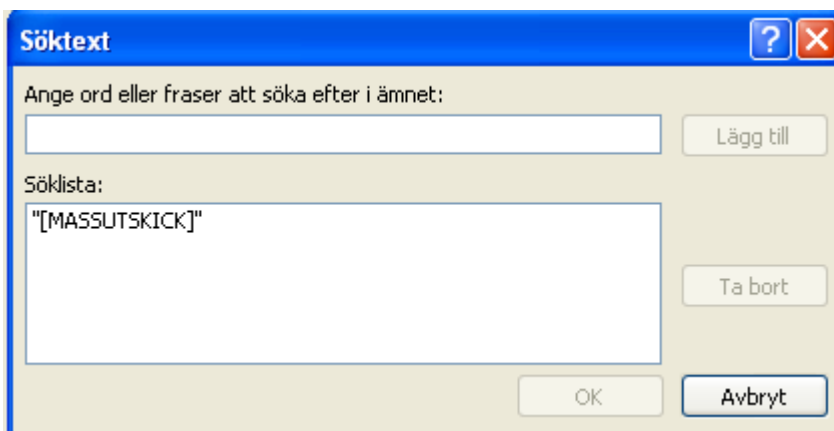 Söktext
Ange ord eller fraser att söka efter i ämnet:
Lägg till
Söklista:
"[MASSUTSKICK]"
Ta bort
OK
Avbryt